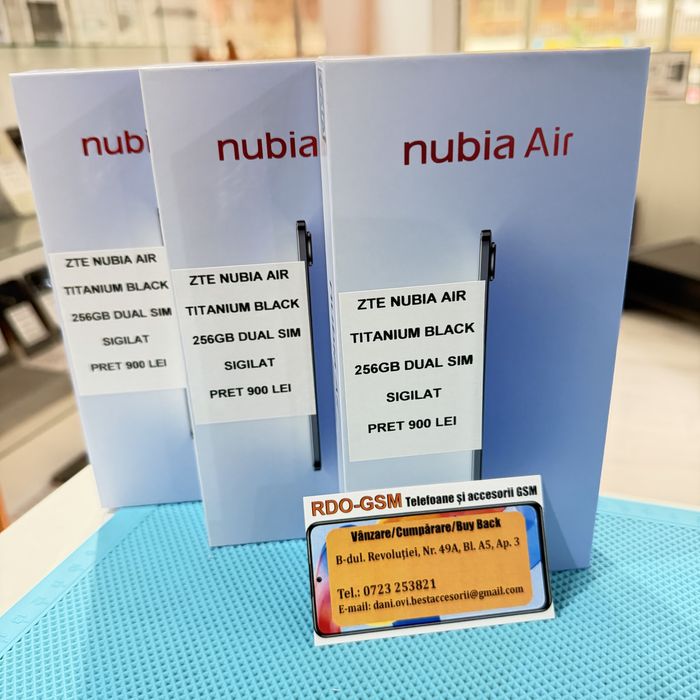 nubi
ZTE NUBIA AIR
TITANIUM BLACK
256GB DUAL SIM
SIGILAT
PRET 900 LEI
nubia
ZTE NUBIA AIR
TITANIUM BLACK
256GB DUAL SIM
SIGILAT
PRET 900 LEI
nubia Air
ZTE NUBIA AIR
TITANIUM BLACK
256GB DUAL SIM
SIGILAT
PRET 900 LEI
RDO-GSM Telefoane și accesorii GSM
Vânzare/Cumpărare/Buy Back
B-dul. Revoluției, Nr. 49A, Bl. A5, Ap. 3
Tel.: 0723 253821
E-mail: dani.ovi.bestaccesorii@gmail.com